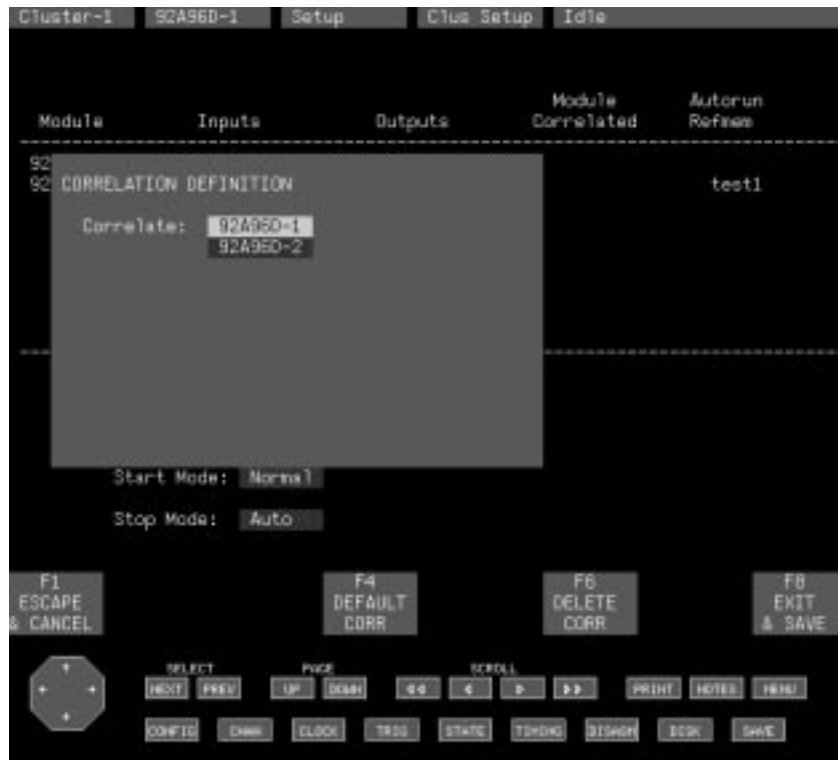 Cluster-1 92A96D-1 Setup Clus Setup Idle
Module Autorun
Module Inputs Outputs Correlated Refmem
92
92 CORRELATION DEFINITION test1
Correlate: 92A96D-1
92A96D-2
Start Mode: Normal
Stop Mode: Auto
F1 F4 F6 F8
ESCAPE DEFAULT DELETE EXIT
& CANCEL CORR CORR & SAVE
SELECT PAGE SCROLL
NEXT PREV UP DOWN PRINT NOTES MENU
CONFIG CHAN CLOCK TRIG STATE TIMING DISASM DISK SAVE